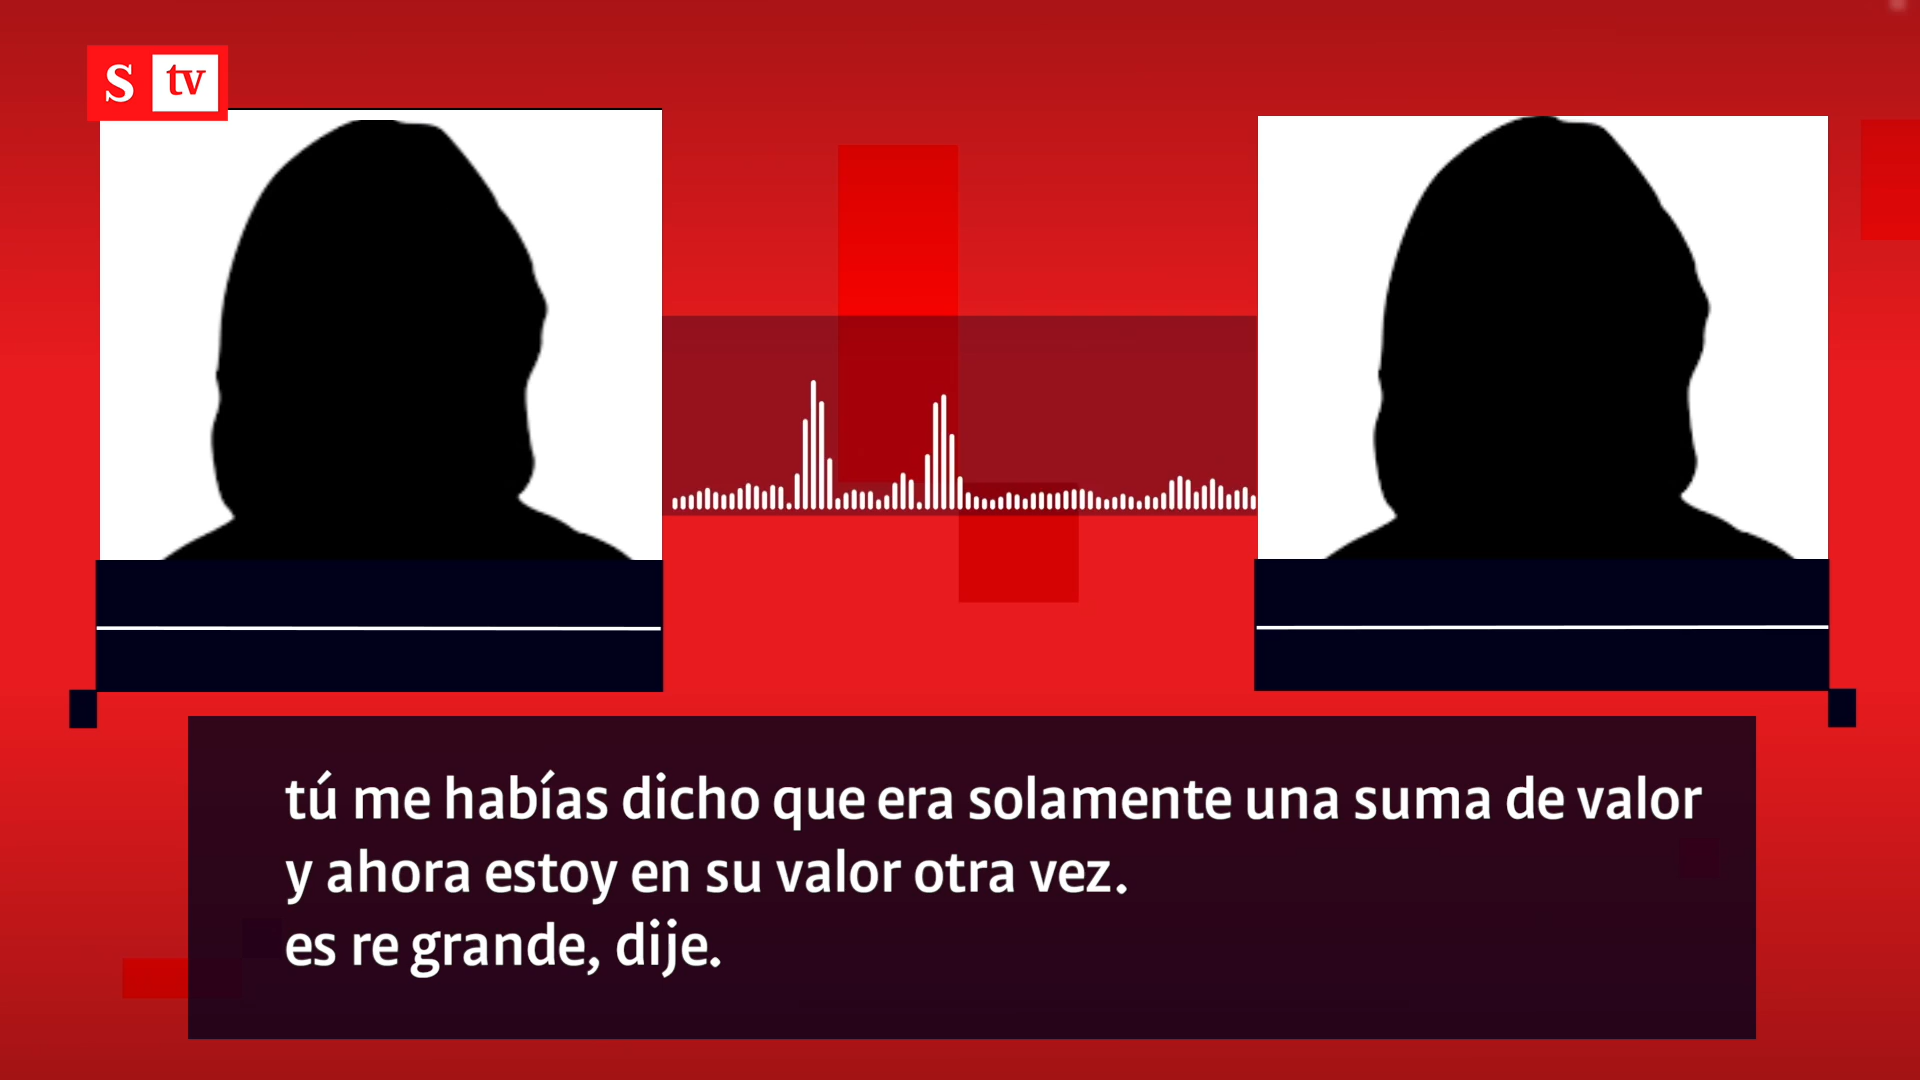 S tv
tú me habías dicho que era solamente una suma de valor
y ahora estoy en su valor otra vez.
es re grande, dije.